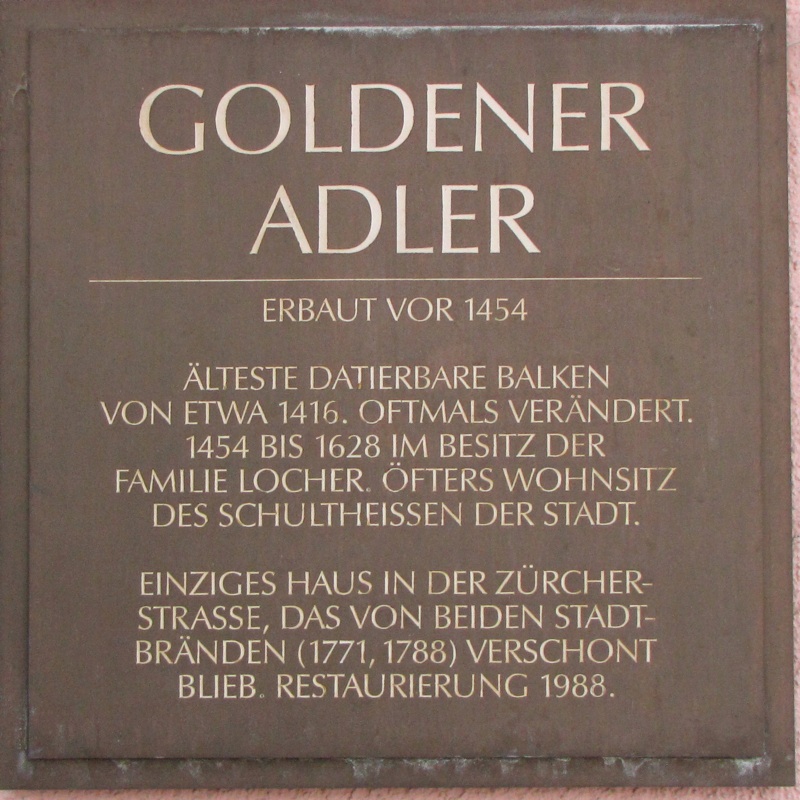 GOLDENER
ADLER
ERBAUT VOR 1454
ÄLTESTE DATIERBARE BALKEN
VON ETWA 1416. OFTMALS VERÄNDERT.
1454 BIS 1628 IM BESITZ DER
FAMILIE LOCHER. ÖFTERS WOHNSITZ
DES SCHULTHEISSEN DER STADT.
EINZIGES HAUS IN DER ZÜRCHER-
STRASSE, DAS VON BEIDEN STADT-
BRÄNDEN (1771, 1788) VERSCHONT
BLIEB. RESTAURIERUNG 1988.